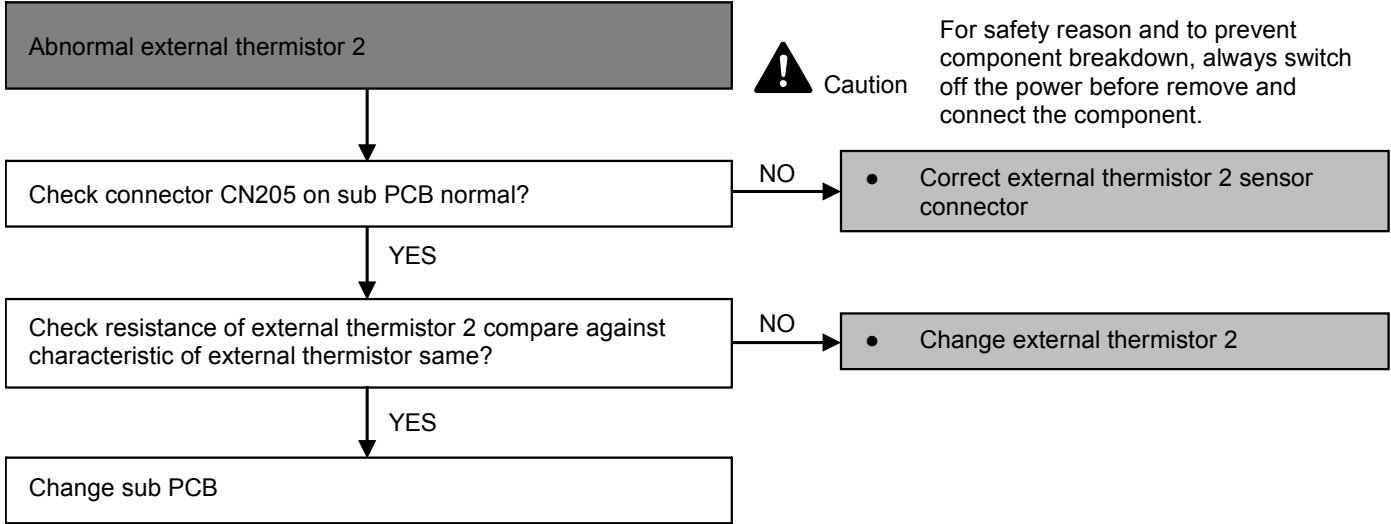 Abnormal external thermistor 2
Caution
For safety reason and to prevent
component breakdown, always switch
off the power before remove and
connect the component.
Check connector CN205 on sub PCB normal?
NO
● Correct external thermistor 2 sensor
connector
YES
Check resistance of external thermistor 2 compare against
characteristic of external thermistor same?
NO
● Change external thermistor 2
YES
Change sub PCB